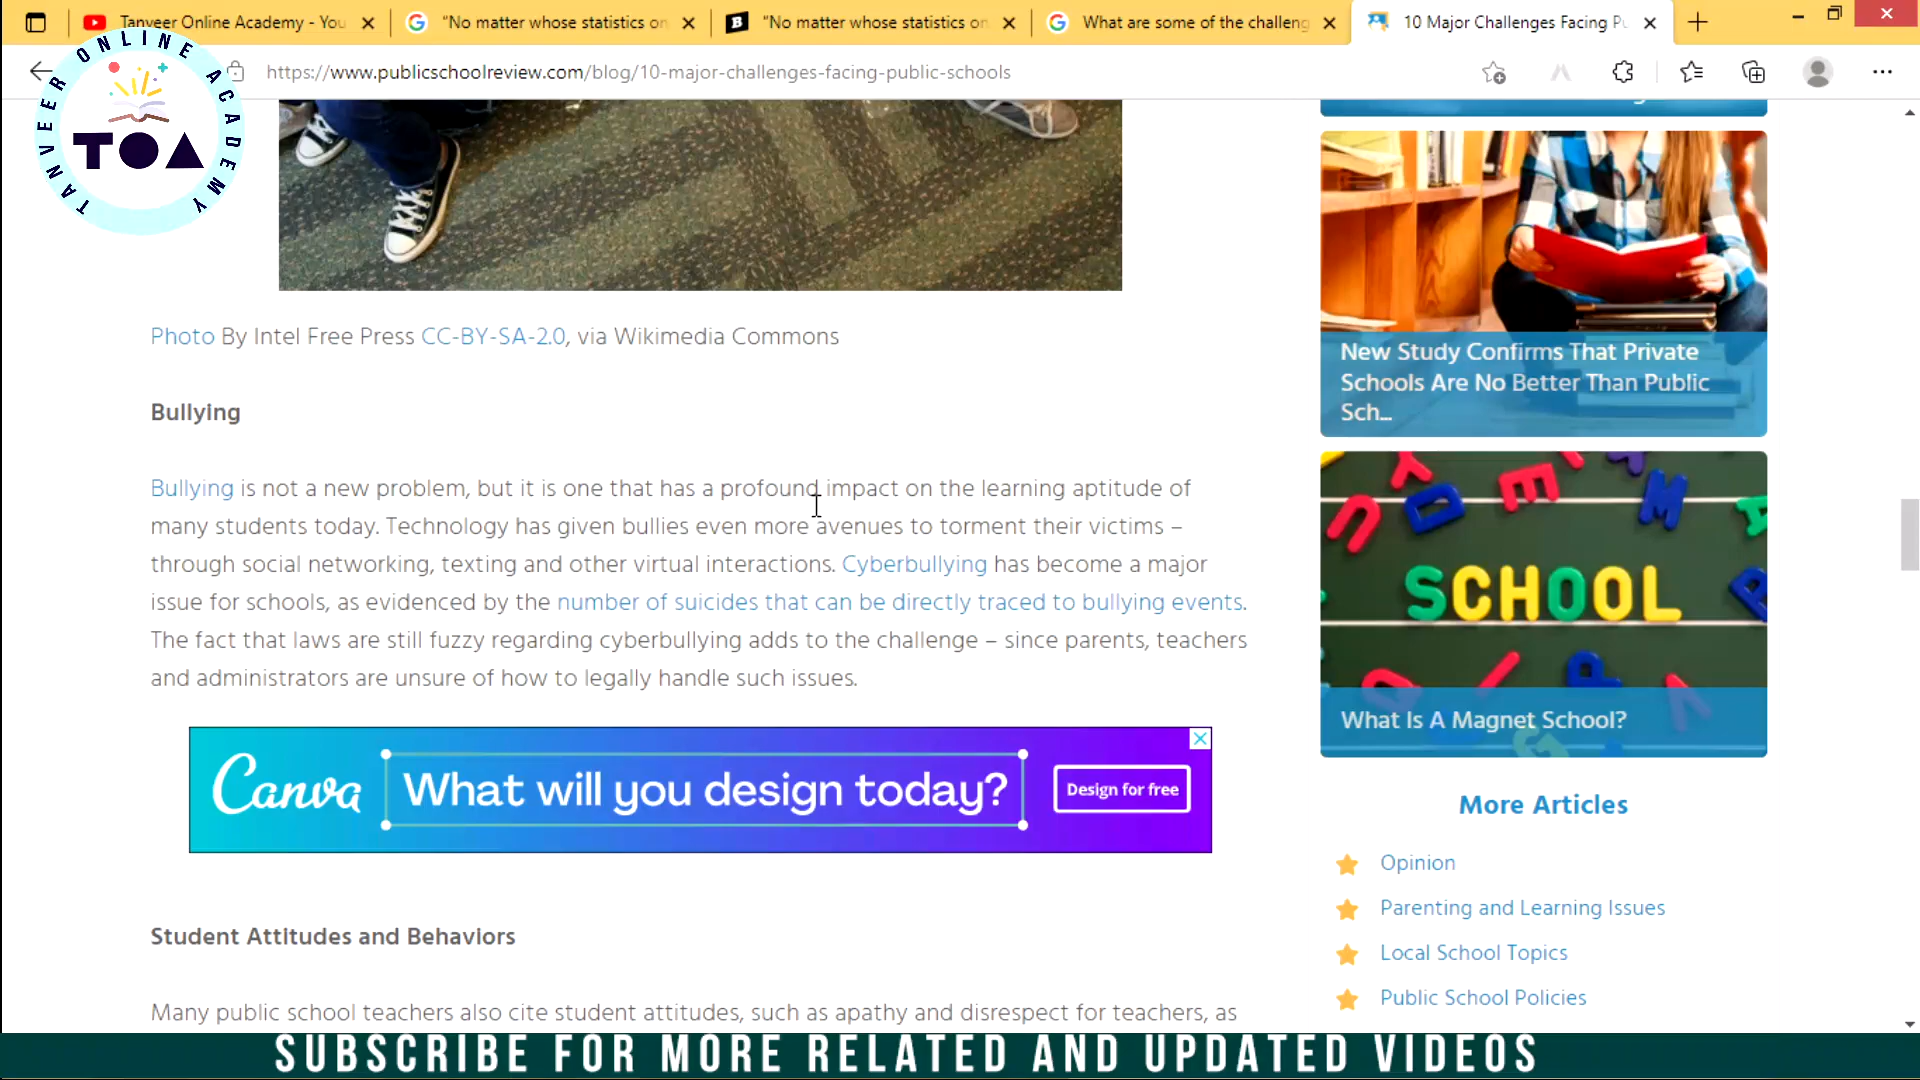 Tanveer Online Academy - You
"No matter whose statistics on
"No matter whose statistics on
What are some of the challeng
10 Major Challenges Facing Pu
https://www.publicschoolreview.com/blog/10-major-challenges-facing-public-schools
TANVEER ONLINE ACADEMY
TOA
Photo By Intel Free Press CC-BY-SA-2.0, via Wikimedia Commons
Bullying
Bullying is not a new problem, but it is one that has a profound impact on the learning aptitude of
many students today. Technology has given bullies even more avenues to torment their victims –
through social networking, texting and other virtual interactions. Cyberbullying has become a major
issue for schools, as evidenced by the number of suicides that can be directly traced to bullying events.
The fact that laws are still fuzzy regarding cyberbullying adds to the challenge – since parents, teachers
and administrators are unsure of how to legally handle such issues.
Canva
What will you design today?
Design for free
Student Attitudes and Behaviors
Many public school teachers also cite student attitudes, such as apathy and disrespect for teachers, as
New Study Confirms That Private
Schools Are No Better Than Public
Sch...
SCHOOL
What Is A Magnet School?
More Articles
Opinion
Parenting and Learning Issues
Local School Topics
Public School Policies
SUBSCRIBE FOR MORE RELATED AND UPDATED VIDEOS